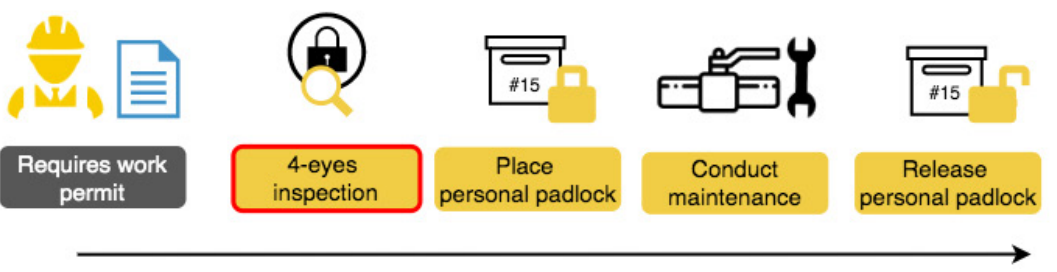 #15
#15
Requires work
permit
4-eyes
inspection
Place
personal padlock
Conduct
maintenance
Release
personal padlock